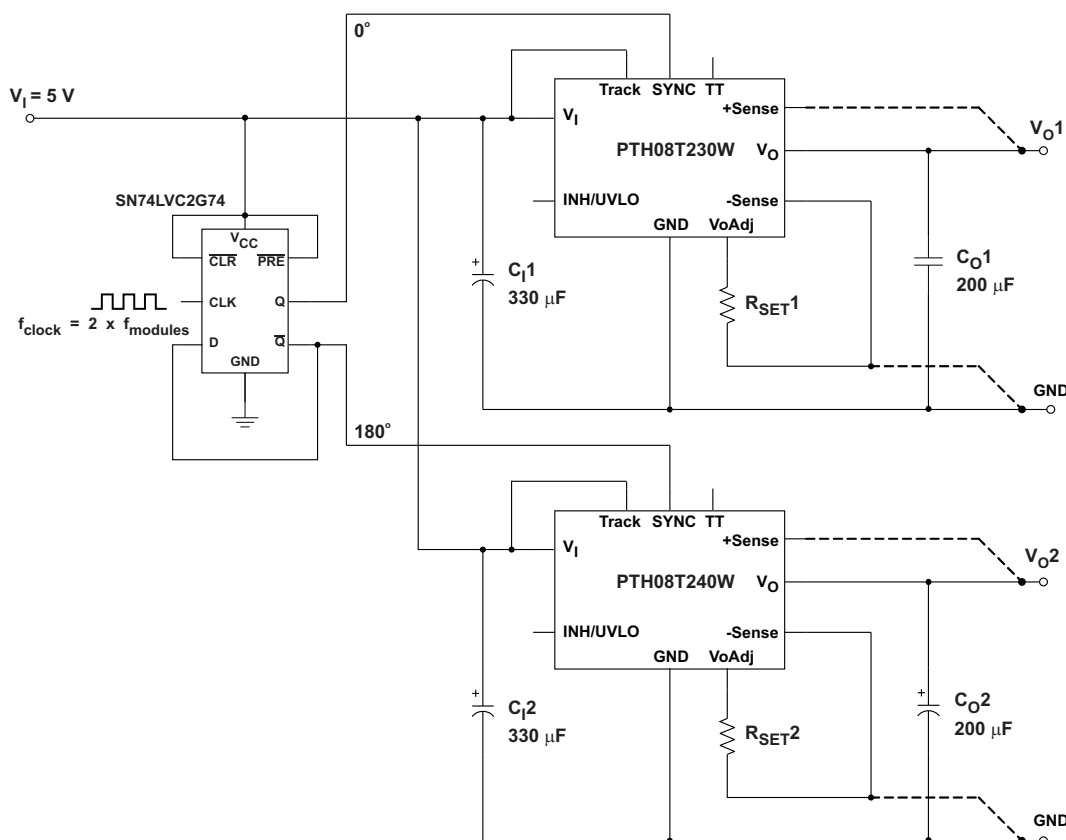 0°
V_I = 5 V
Track SYNC TT
V_I
+Sense
V_O1
PTH08T230W
V_O
SN74LVC2G74
INH/UVLO
-Sense
GND VoAdj
V_CC
CLR PRE
CLK Q
f_clock = 2 x f_modules
D Q
GND
+
C_I1
330 μF
R_SET1
C_O1
200 μF
GND
180°
Track SYNC TT
V_I
+Sense
V_O2
PTH08T240W
V_O
INH/UVLO
-Sense
GND VoAdj
+
C_I2
330 μF
R_SET2
+
C_O2
200 μF
GND